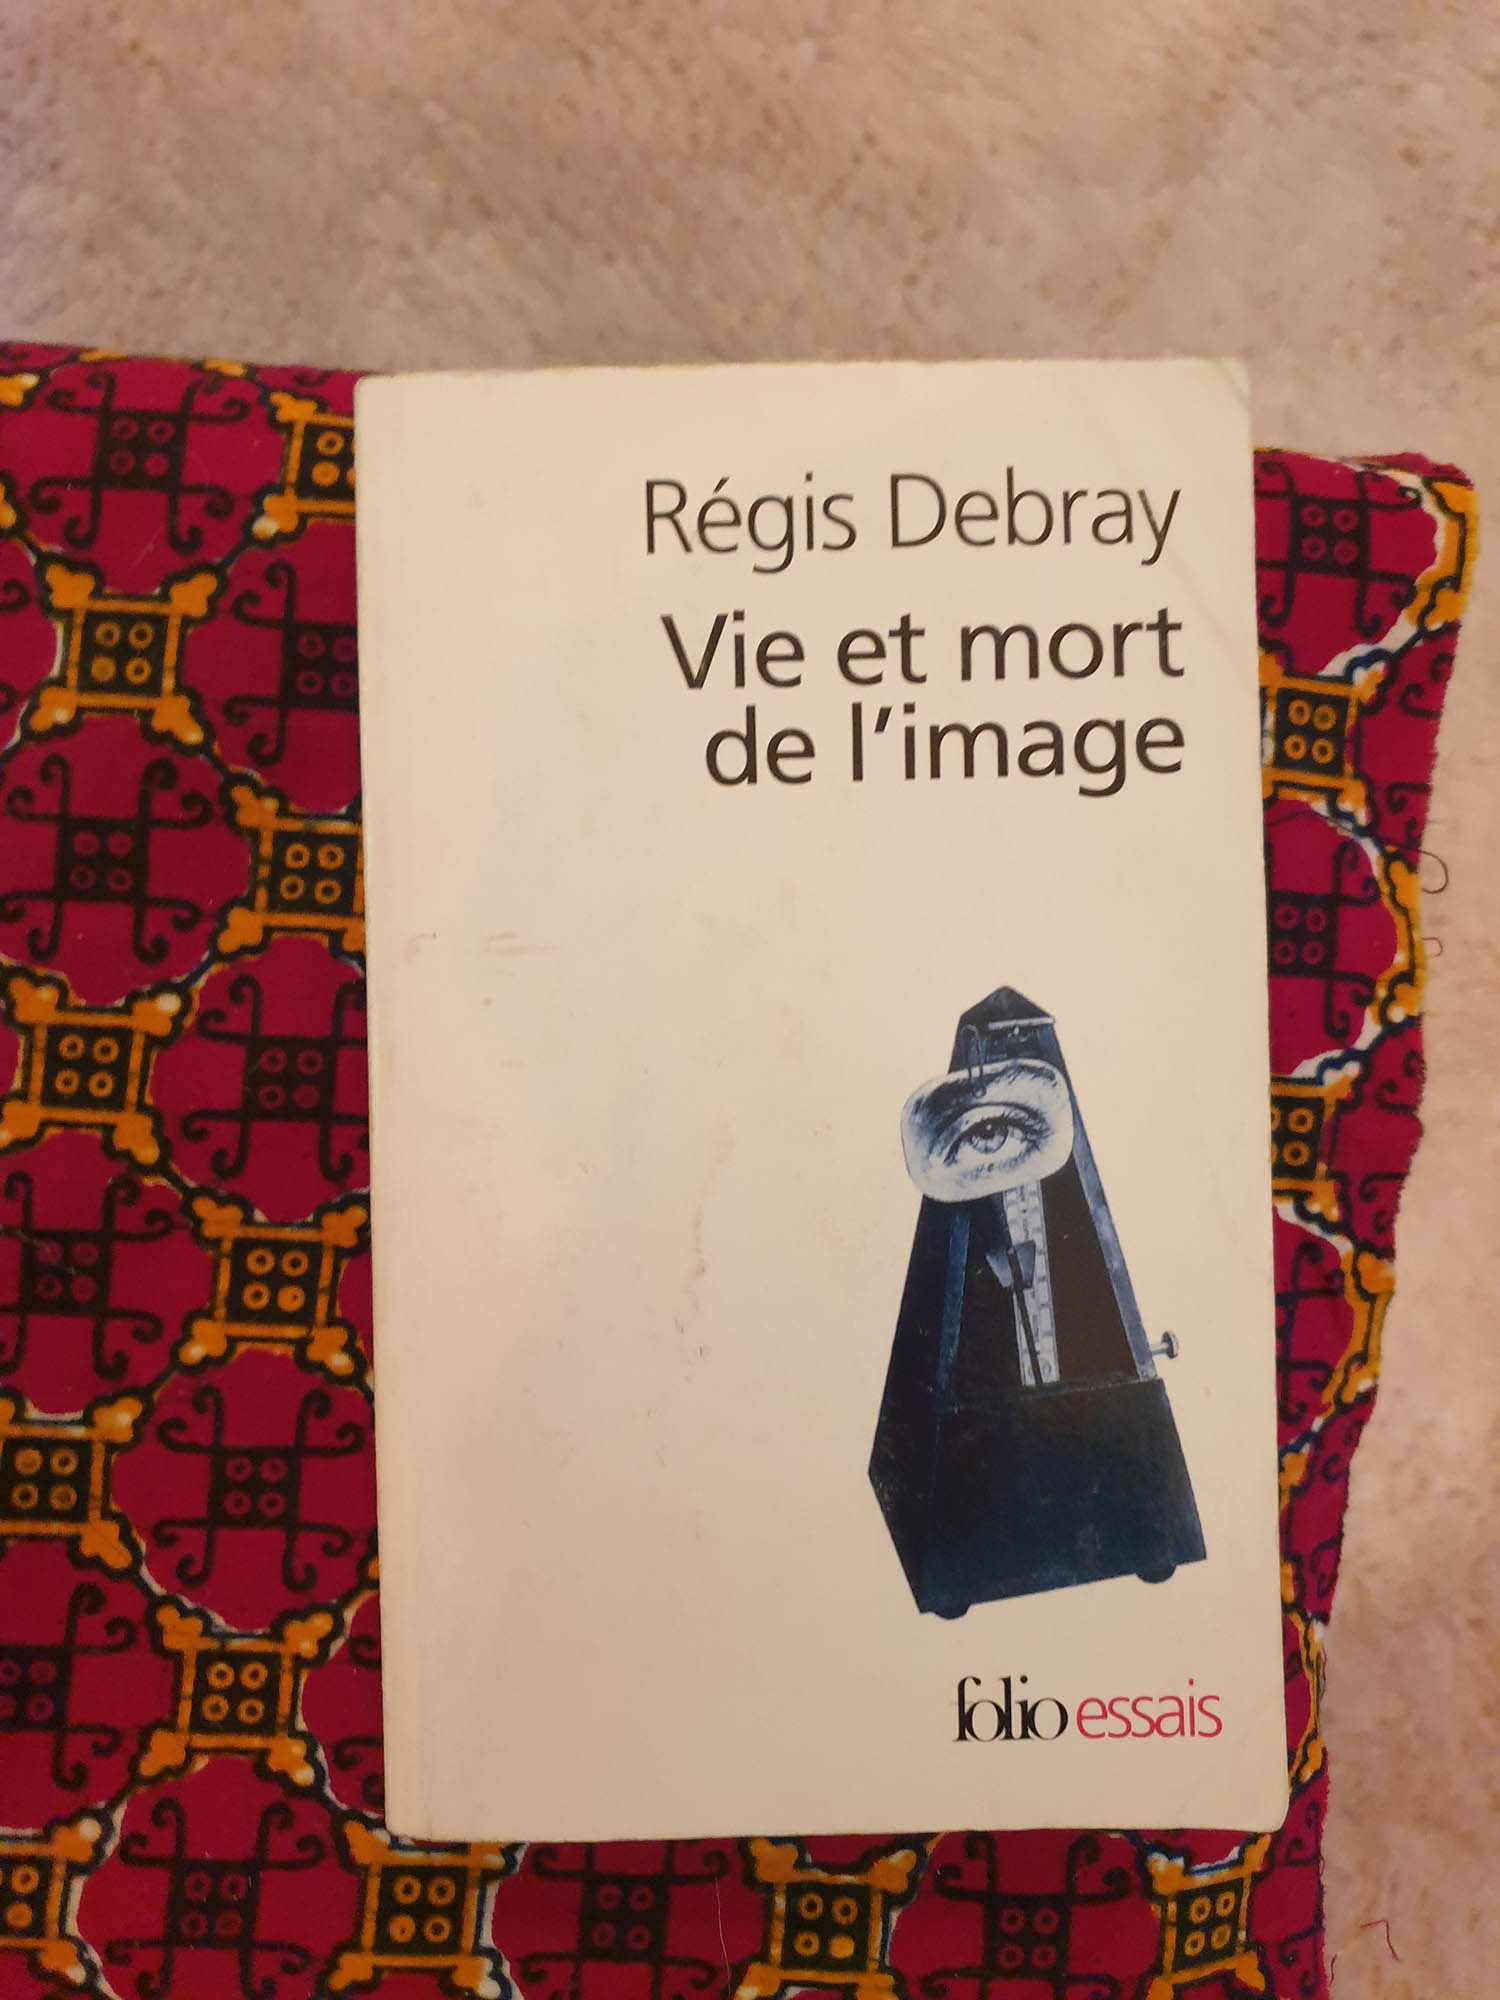 Régis Debray
Vie et mort
de l'image
folio essais